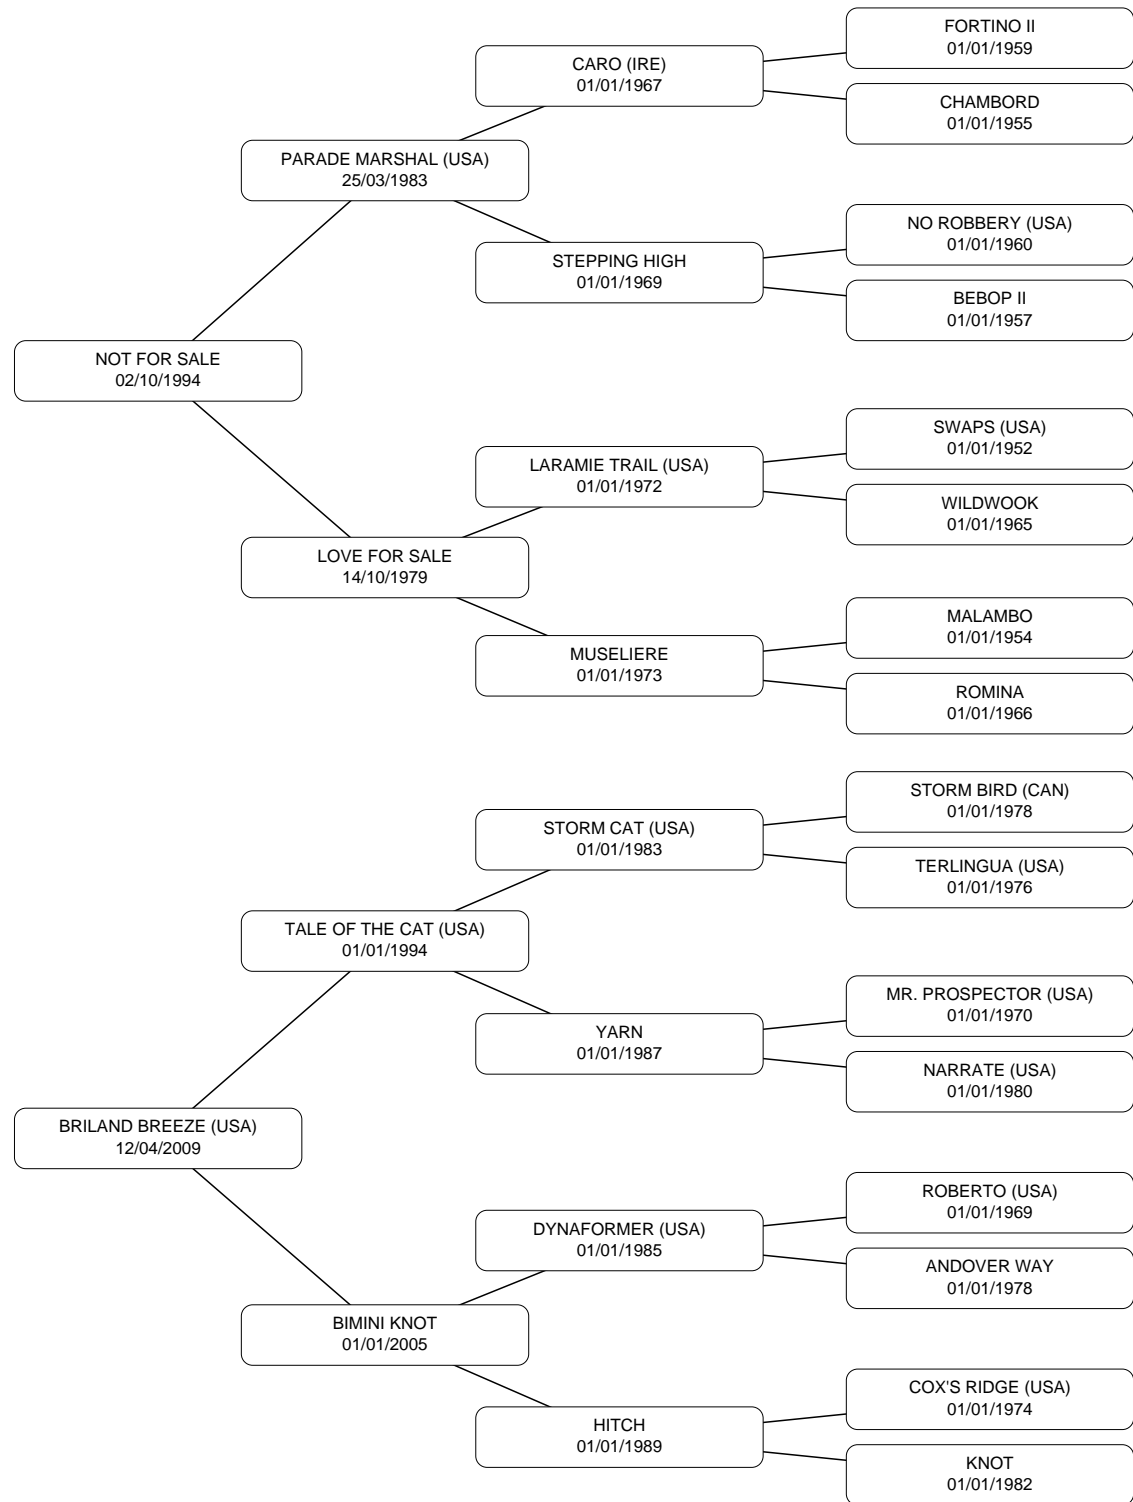 FORTINO II
01/01/1959
CARO (IRE)
01/01/1967
CHAMBORD
01/01/1955
PARADE MARSHAL (USA)
25/03/1983
NO ROBBERY (USA)
01/01/1960
STEPPING HIGH
01/01/1969
BEBOP II
01/01/1957
NOT FOR SALE
02/10/1994
SWAPS (USA)
01/01/1952
LARAMIE TRAIL (USA)
01/01/1972
WILDWOOK
01/01/1965
LOVE FOR SALE
14/10/1979
MALAMBO
01/01/1954
MUSELIERE
01/01/1973
ROMINA
01/01/1966
STORM BIRD (CAN)
01/01/1978
STORM CAT (USA)
01/01/1983
TERLINGUA (USA)
01/01/1976
TALE OF THE CAT (USA)
01/01/1994
MR. PROSPECTOR (USA)
01/01/1970
YARN
01/01/1987
NARRATE (USA)
01/01/1980
BRILAND BREEZE (USA)
12/04/2009
ROBERTO (USA)
01/01/1969
DYNAFORMER (USA)
01/01/1985
ANDOVER WAY
01/01/1978
BIMINI KNOT
01/01/2005
COX'S RIDGE (USA)
01/01/1974
HITCH
01/01/1989
KNOT
01/01/1982